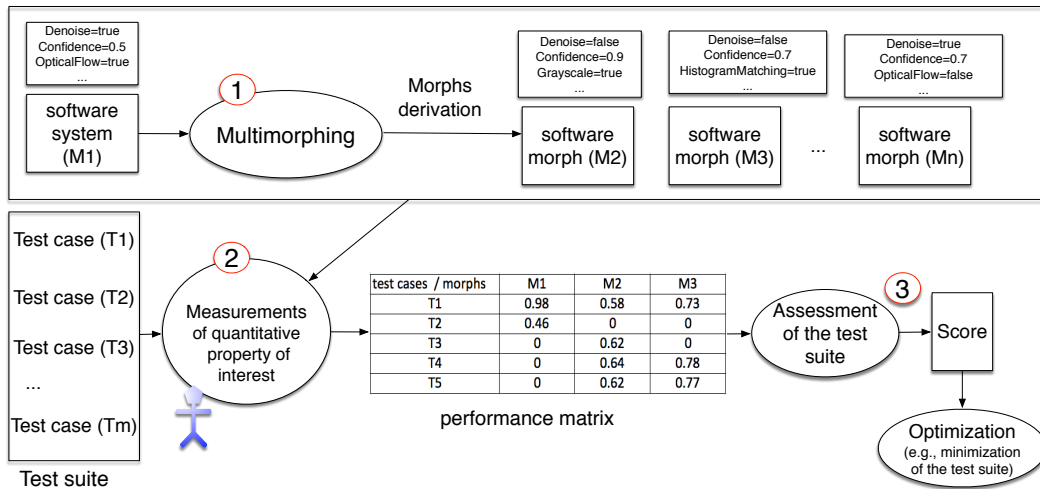 Denoise=true
Confidence=0.5
OpticalFlow=true
...
software
system
(M1)
1
Multimorphing
Morphs
derivation
Denoise=false
Confidence=0.9
Grayscale=true
...
software
morph (M2)
Denoise=false
Confidence=0.7
HistogramMatching=true
...
software
morph (M3)
...
Denoise=true
Confidence=0.7
OpticalFlow=false
...
software
morph (Mn)
Test case (T1)
Test case (T2)
Test case (T3)
...
Test case (Tm)
Test suite
2
Measurements
of quantitative
property of
interest
test cases / morphs M1 M2 M3
T1 0.98 0.58 0.73
T2 0.46 0 0
T3 0 0.62 0
T4 0 0.64 0.78
T5 0 0.62 0.77
performance matrix
3
Assessment
of the test
suite
Score
Optimization
(e.g., minimization
of the test suite)